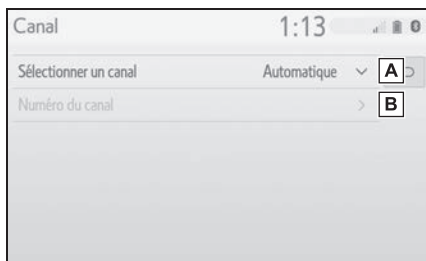 Canal 1:13
Sélectionner un canal Automatique A
Numéro du canal B